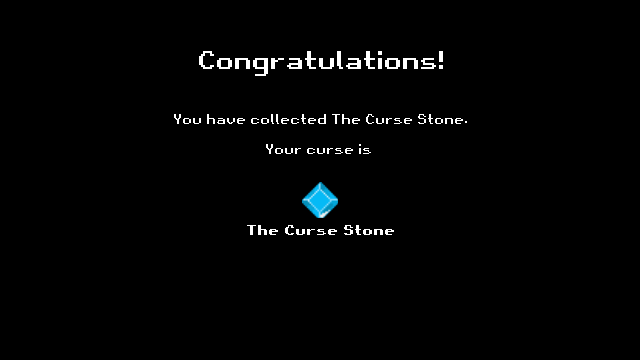 Congratulations!
You have collected The Curse Stone.
Your curse is
The Curse Stone